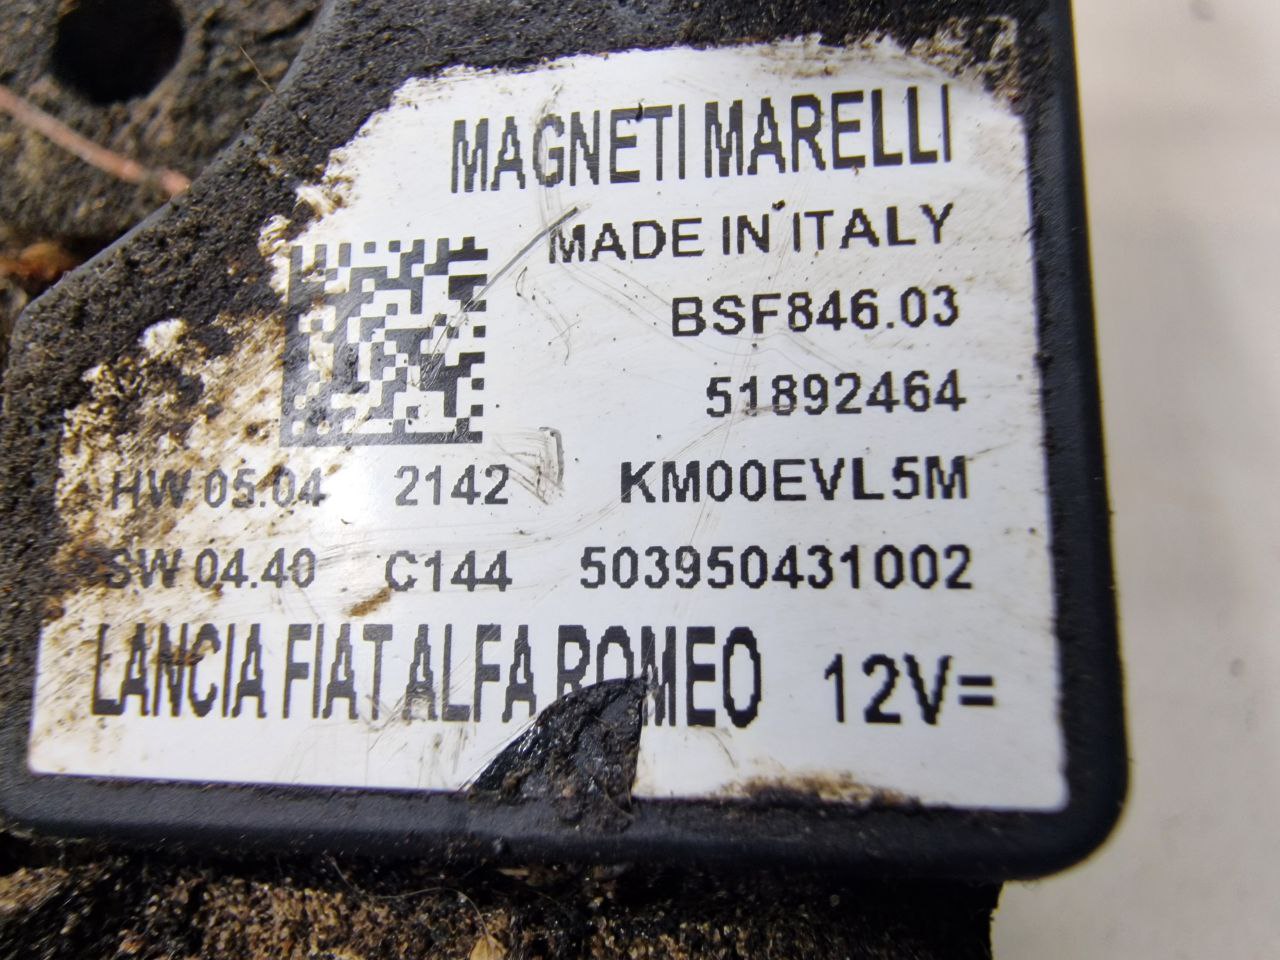 MAGNETI MARELLI
MADE IN ITALY
BSF846.03
51892464
HW 05.04 2142 KM00EVL5M
SW 04.40 C144 503950431002
LANCIA FIAT ALFA ROMEO 12V=